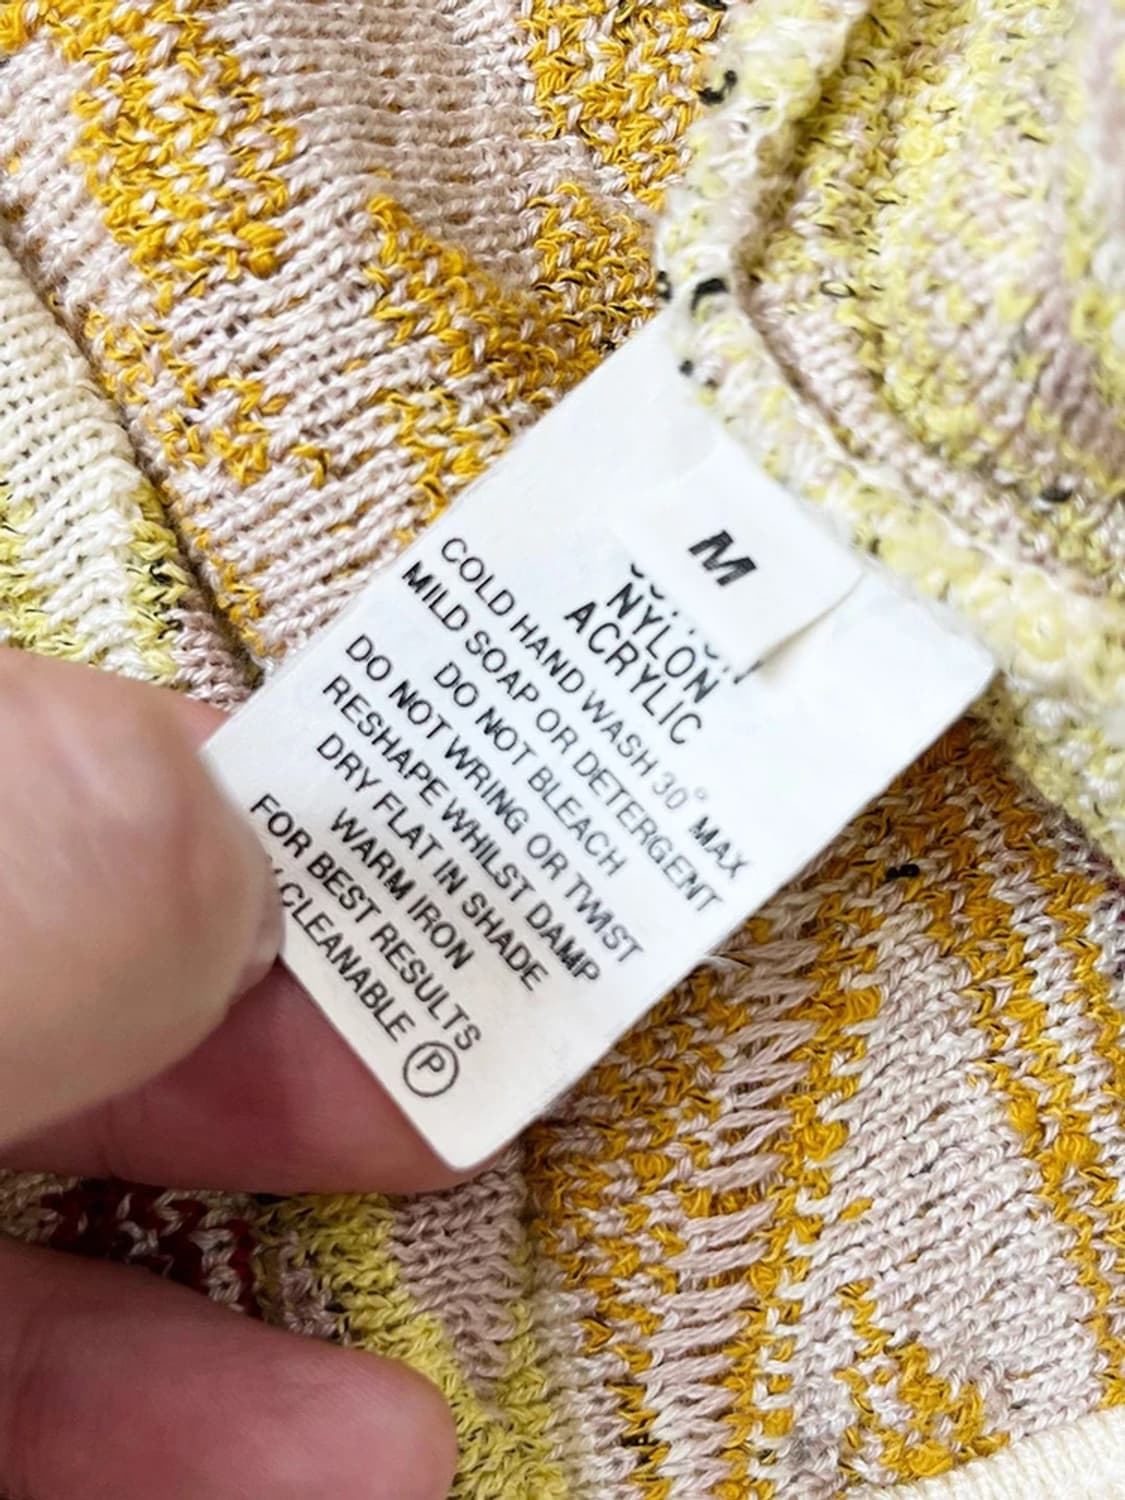 M
NYLON
ACRYLIC
COLD HAND WASH 30° MAX
MILD SOAP OR DETERGENT
DO NOT BLEACH
DO NOT WRING OR TWIST
RESHAPE WHILST DAMP
DRY FLAT IN SHADE
WARM IRON
FOR BEST RESULTS
CLEANABLE Ⓟ